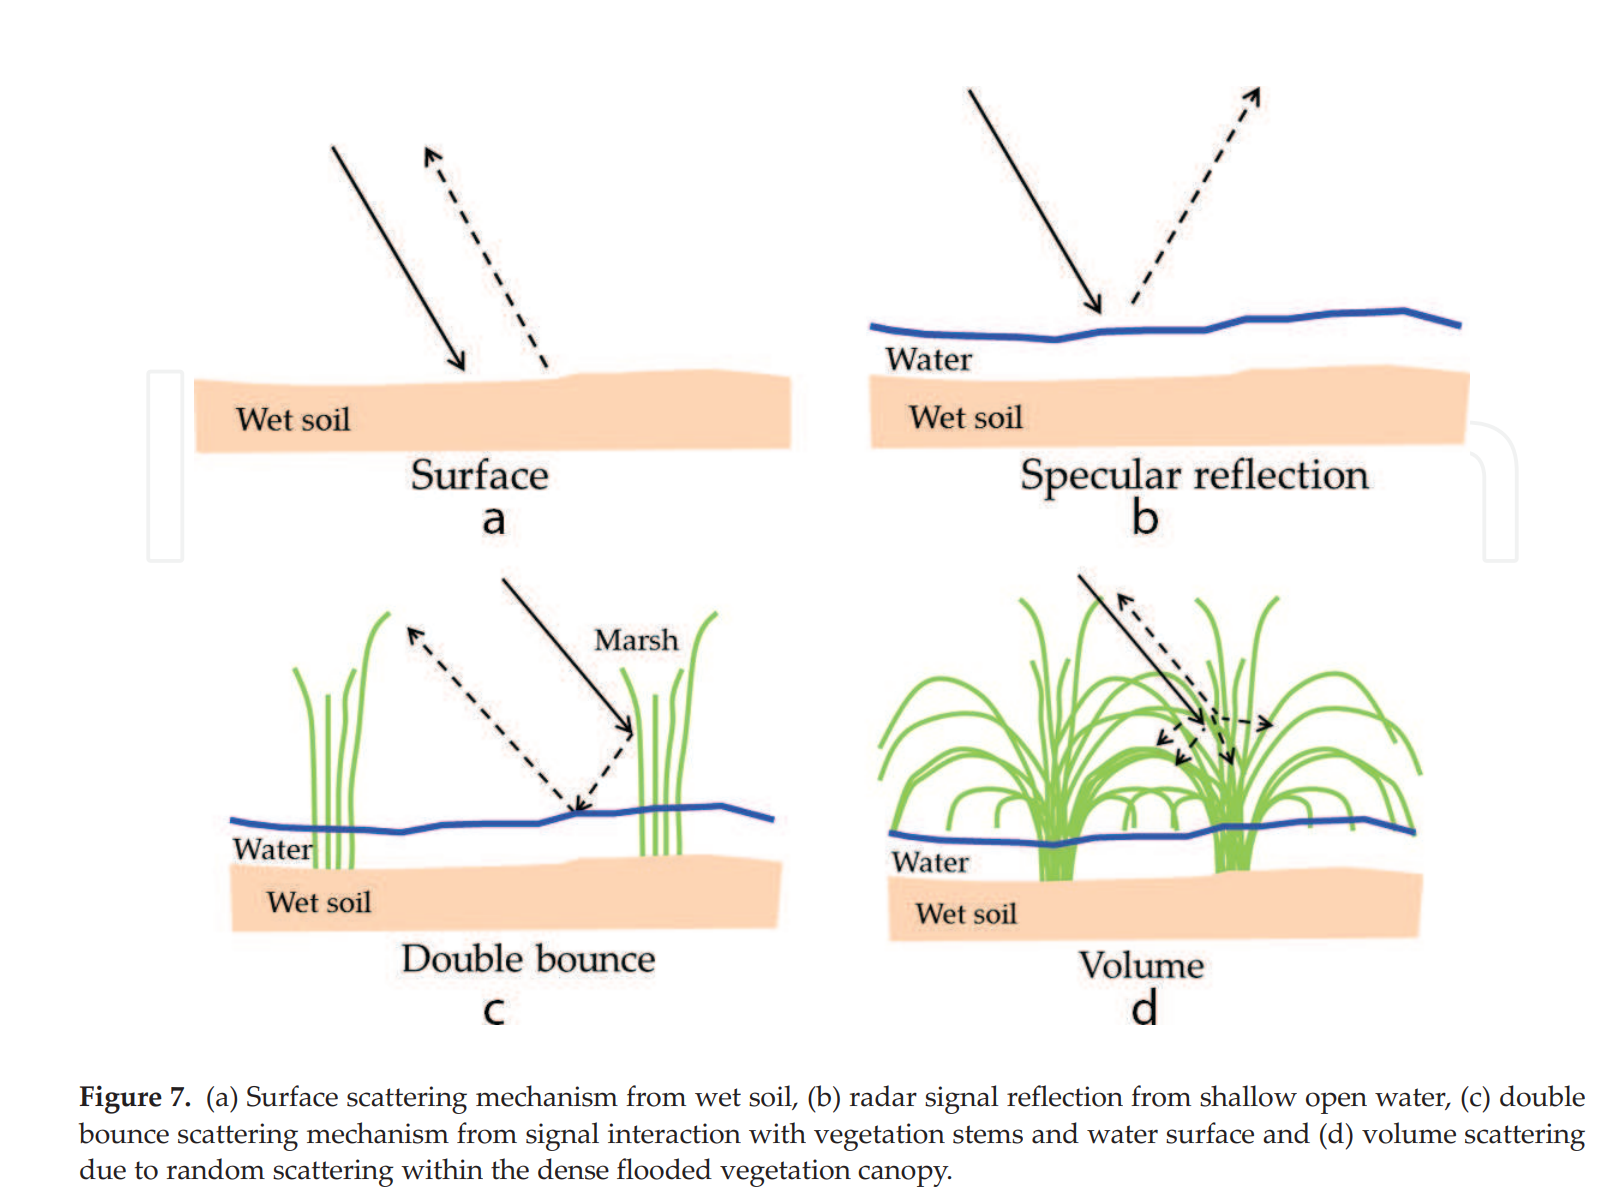 Wet soil
Surface
a
Water
Wet soil
Specular reflection
b
Marsh
Water
Wet soil
Double bounce
c
Water
Wet soil
Volume
d
Figure 7. (a) Surface scattering mechanism from wet soil, (b) radar signal reflection from shallow open water, (c) double
bounce scattering mechanism from signal interaction with vegetation stems and water surface and (d) volume scattering
due to random scattering within the dense flooded vegetation canopy.